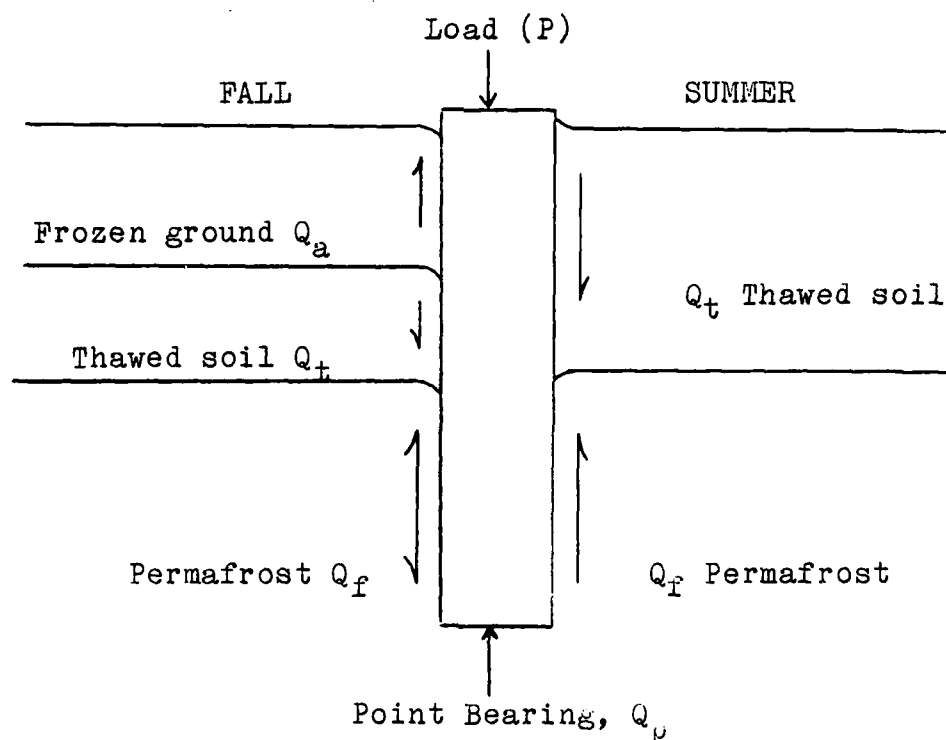 Load (P)
FALL
SUMMER
Frozen ground Qa
Qt Thawed soil
Thawed soil Qt
Permafrost Qf
Qf Permafrost
Point Bearing, Qp